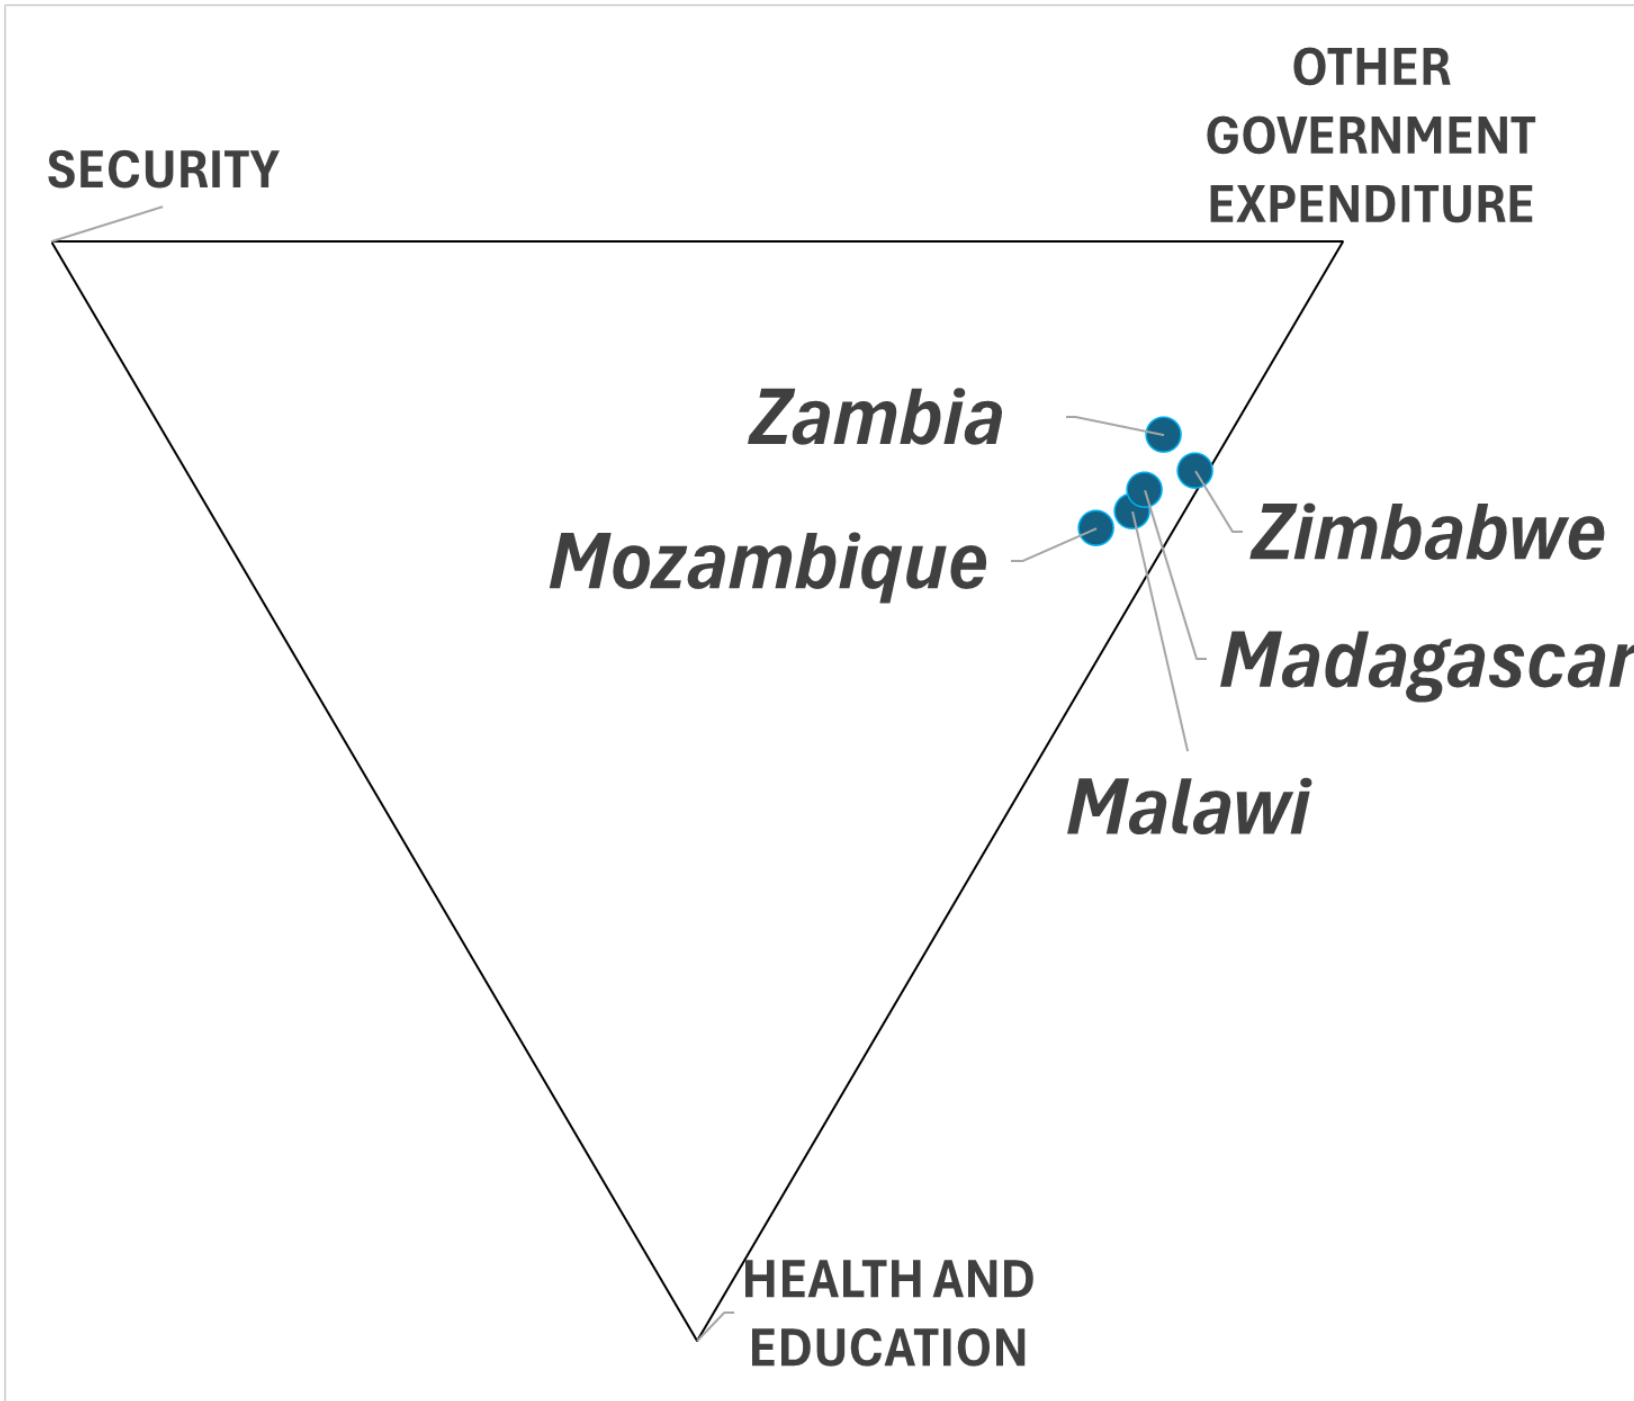 OTHER
GOVERNMENT
EXPENDITURE
SECURITY
Zambia
Zimbabwe
Mozambique
Madagascar
Malawi
HEALTH AND
EDUCATION